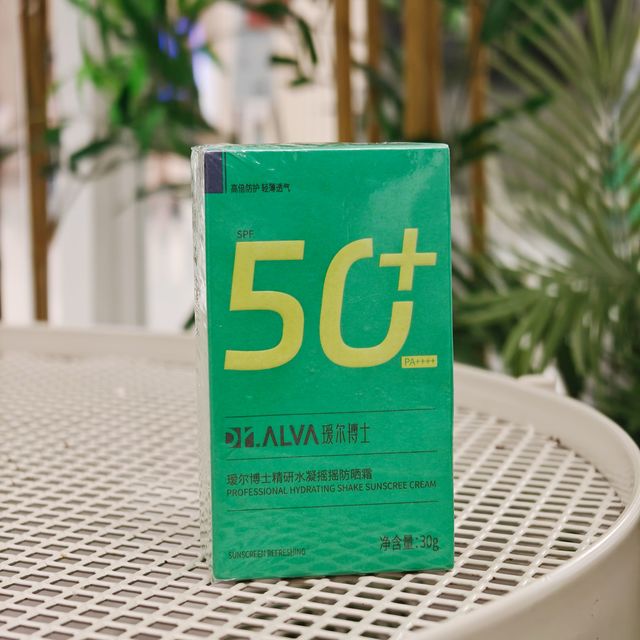 高倍防护 轻薄透气
SPF
50+
PA++++
Dr.ALVA 瑷尔博士
瑷尔博士精研水凝摇摇防晒霜
PROFESSIONAL HYDRATING SHAKE SUNSCREE CREAM
净含量:30g
SUNSCREEN REFRESHING